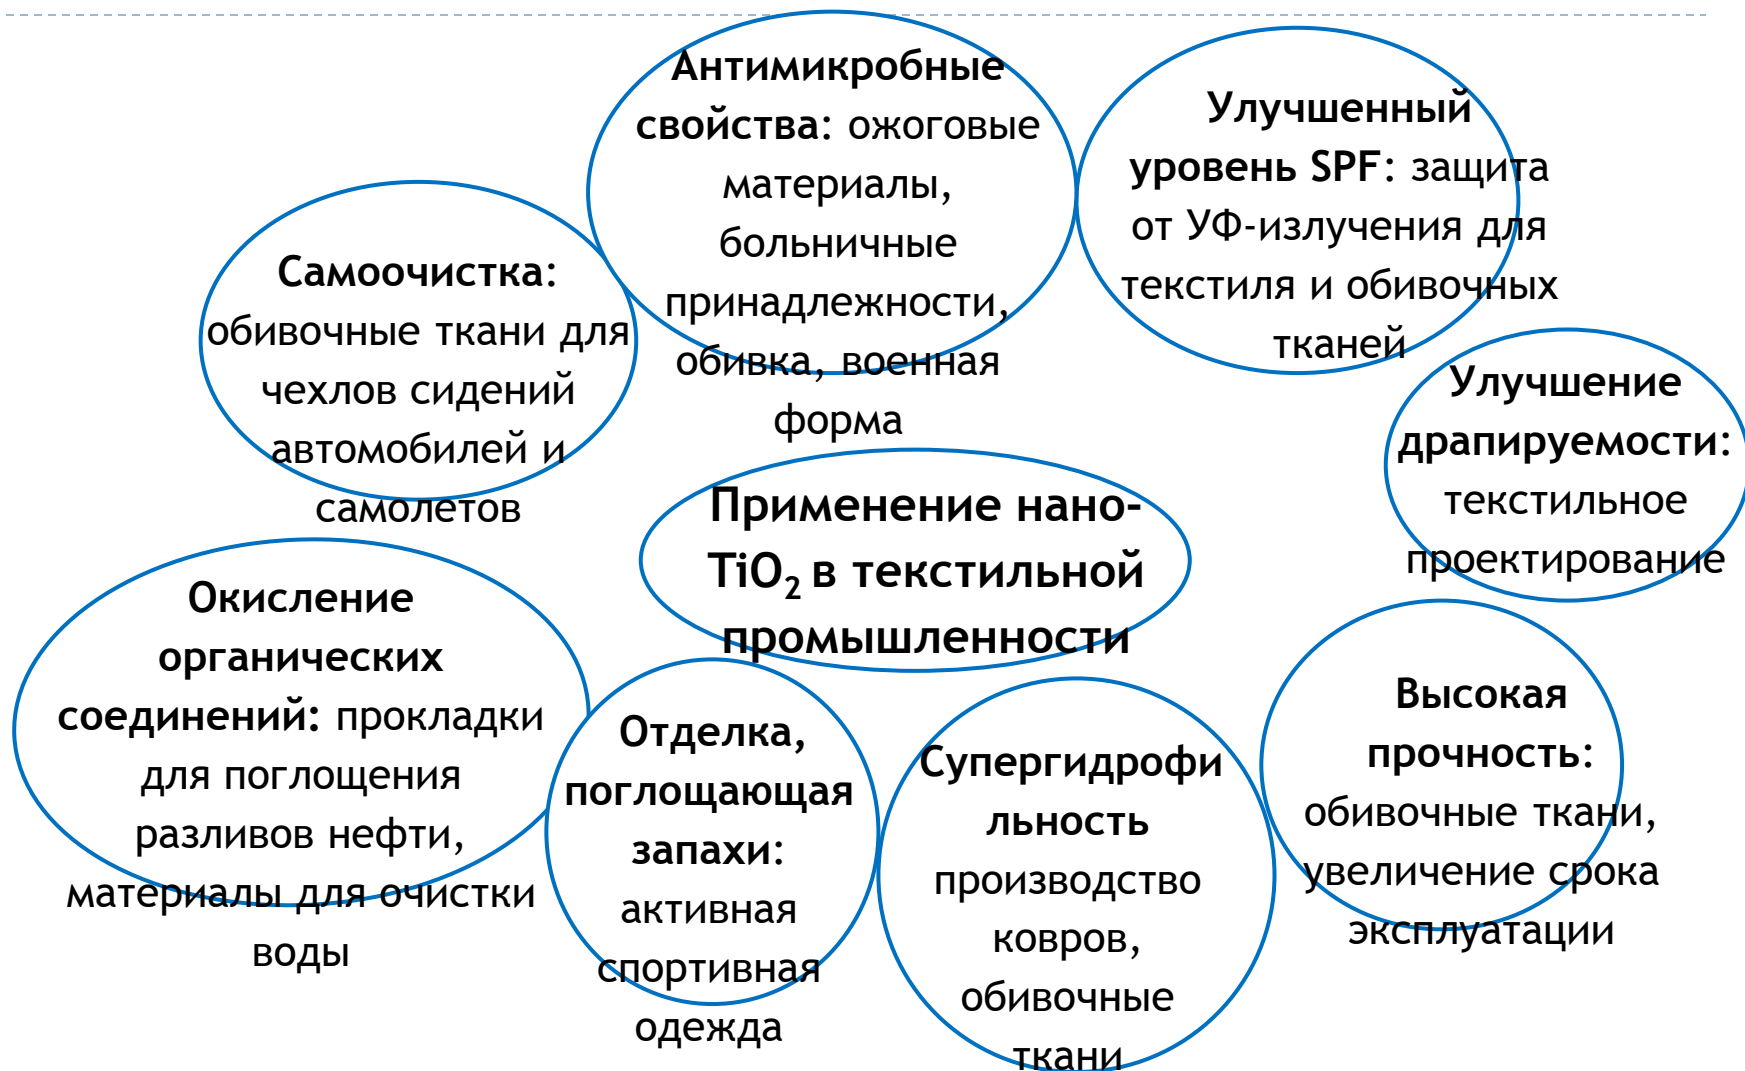 Антимикробные
свойства: ожоговые
материалы,
больничные
принадлежности,
обивка, военная
форма
Улучшенный
уровень SPF: защита
от УФ-излучения для
текстиля и обивочных
тканей
Самоочистка:
обивочные ткани для
чехлов сидений
автомобилей и
самолетов
Улучшение
драпируемости:
текстильное
проектирование
Применение нано-
TiO₂ в текстильной
промышленности
Окисление
органических
соединений: прокладки
для поглощения
разливов нефти,
материалы для очистки
воды
Отделка,
поглощающая
запахи:
активная
спортивная
одежда
Супергидрофи
льность
производство
ковров,
обивочные
ткани
Высокая
прочность:
обивочные ткани,
увеличение срока
эксплуатации